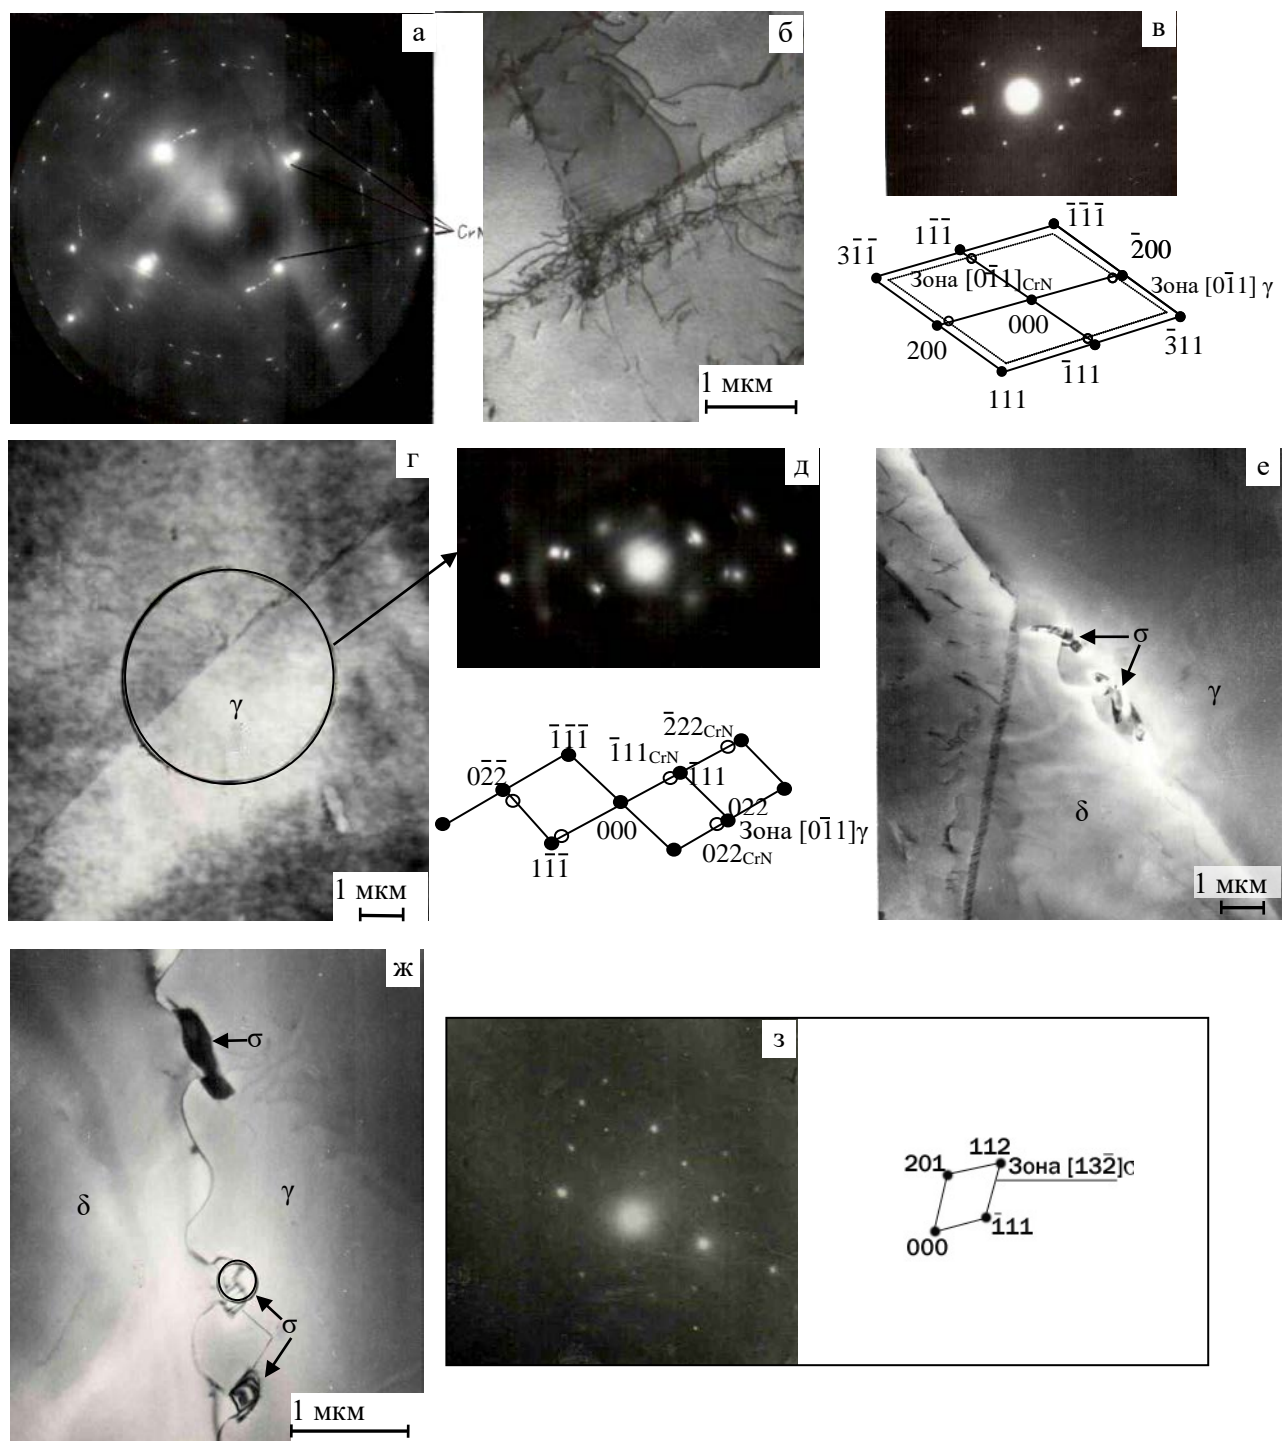 а
CrN
б
1 мкм
в
1̄1̄1̄
11̄1̄
2̄00
31̄1̄
Зона [01̄1]CrN
Зона [01̄1] γ
000
200
3̄11
1̄11
111
г
γ
1 мкм
д
2̄22CrN
1̄1̄1̄
1̄11CrN
02̄2̄
1̄11
000
022
Зона [01̄1]γ
022CrN
11̄1̄
е
σ
γ
δ
1 мкм
ж
σ
γ
δ
σ
1 мкм
з
112
201
Зона [132̄]
1̄11
000